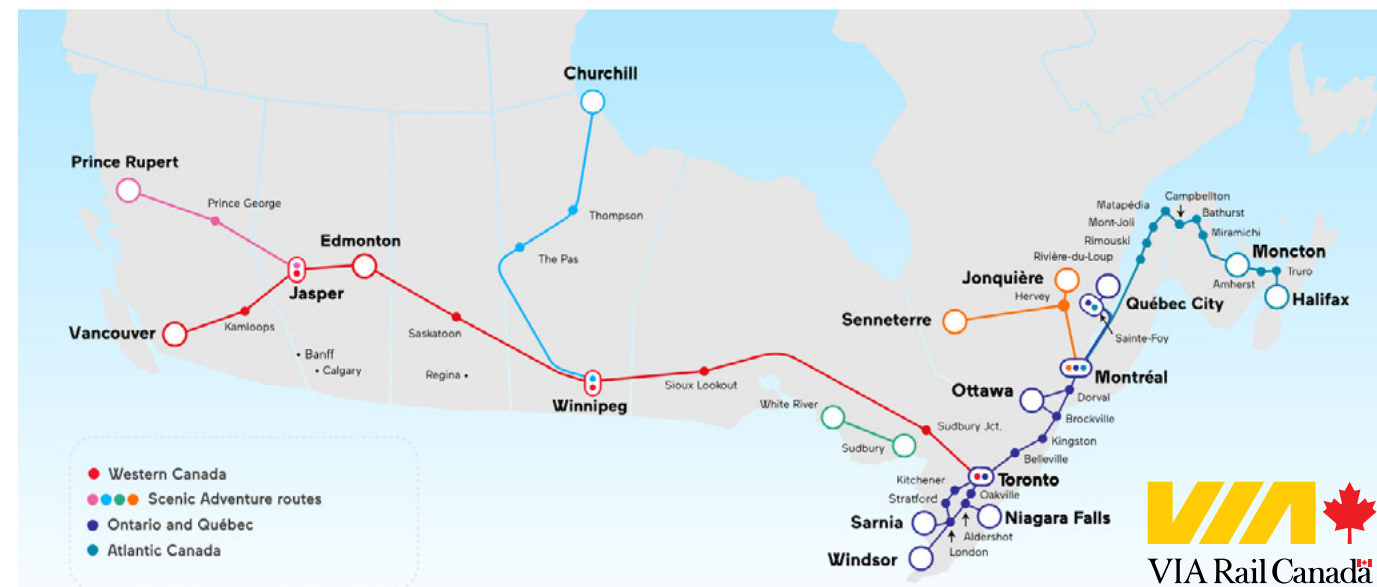 Churchill
Prince Rupert
Prince George
Thompson
Edmonton
The Pas
Jasper
Vancouver
Kamloops
Saskatoon
Banff
Calgary
Regina
Winnipeg
Sioux Lookout
White River
Sudbury
Sudbury Jct.
Campbellton
Matapédia
Bathurst
Mont-Joli
Miramichi
Rimouski
Moncton
Rivière-du-Loup
Amherst
Truro
Halifax
Jonquière
Hervey
Québec City
Senneterre
Sainte-Foy
Montréal
Ottawa
Dorval
Brockville
Kingston
Belleville
Toronto
Kitchener
Oakville
Stratford
Sarnia
Niagara Falls
Aldershot
London
Windsor
Western Canada
Scenic Adventure routes
Ontario and Québec
Atlantic Canada
VIA
VIA Rail Canada